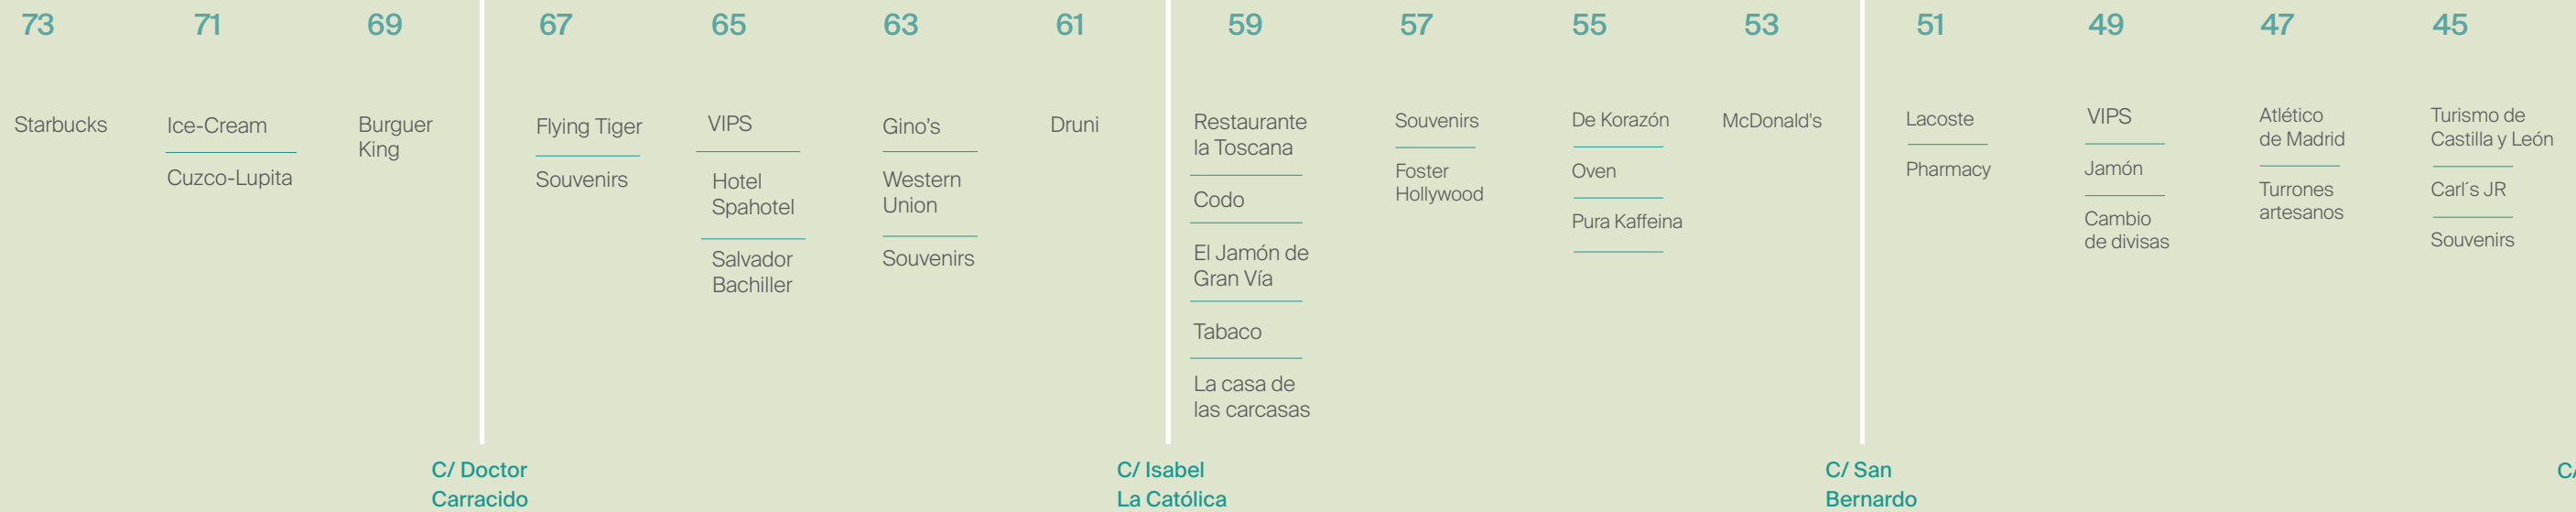 73
71
69
67
65
63
61
59
57
55
53
51
49
47
45
Starbucks
Ice-Cream
Cuzco-Lupita
Burguer
King
Flying Tiger
Souvenirs
VIPS
Hotel
Spahotel
Salvador
Bachiller
Gino’s
Western
Union
Souvenirs
Druni
Restaurante
la Toscana
Codo
El Jamón de
Gran Vía
Tabaco
La casa de
las carcasas
Souvenirs
Foster
Hollywood
De Korazón
Oven
Pura Kaffeina
McDonald's
Lacoste
Pharmacy
VIPS
Jamón
Cambio
de divisas
Atlético
de Madrid
Turrones
artesanos
Turismo de
Castilla y León
Carl´s JR
Souvenirs
C/ Doctor
Carracido
C/ Isabel
La Católica
C/ San
Bernardo